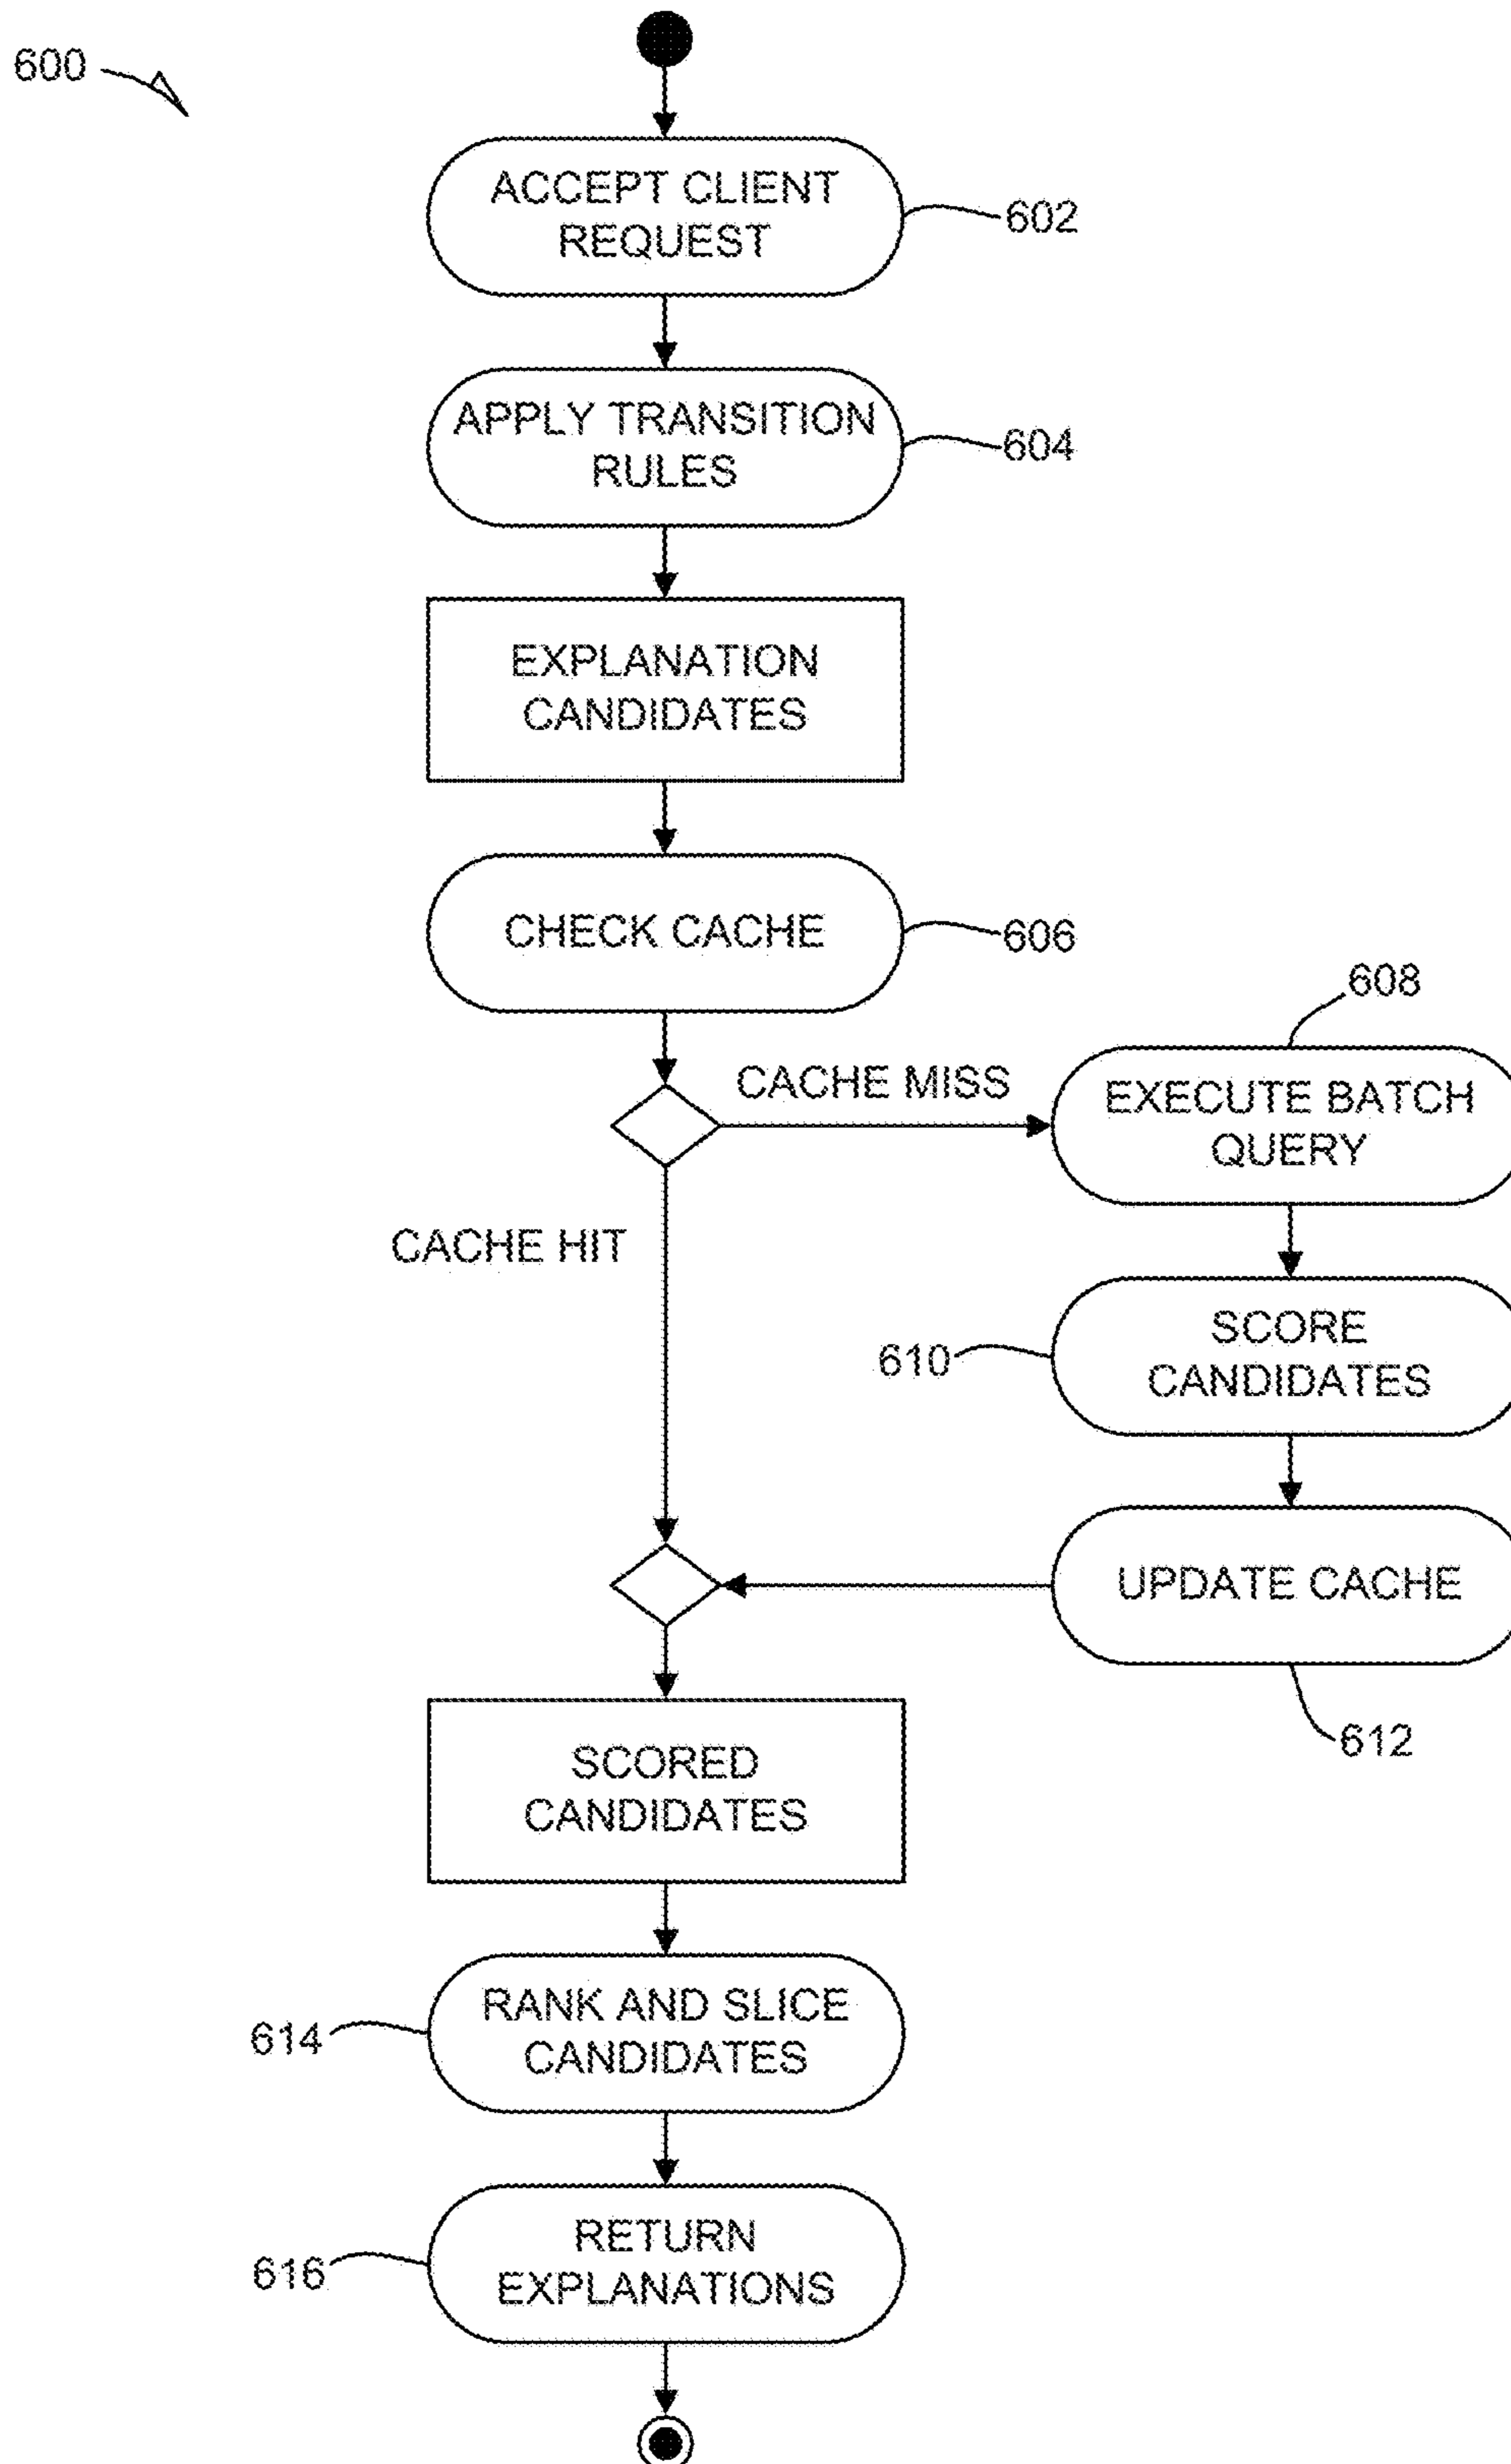 600
ACCEPT CLIENT
REQUEST
602
APPLY TRANSITION
RULES
604
EXPLANATION
CANDIDATES
CHECK CACHE
606
608
CACHE MISS
EXECUTE BATCH
QUERY
CACHE HIT
SCORE
CANDIDATES
610
UPDATE CACHE
612
SCORED
CANDIDATES
RANK AND SLICE
CANDIDATES
614
RETURN
EXPLANATIONS
616